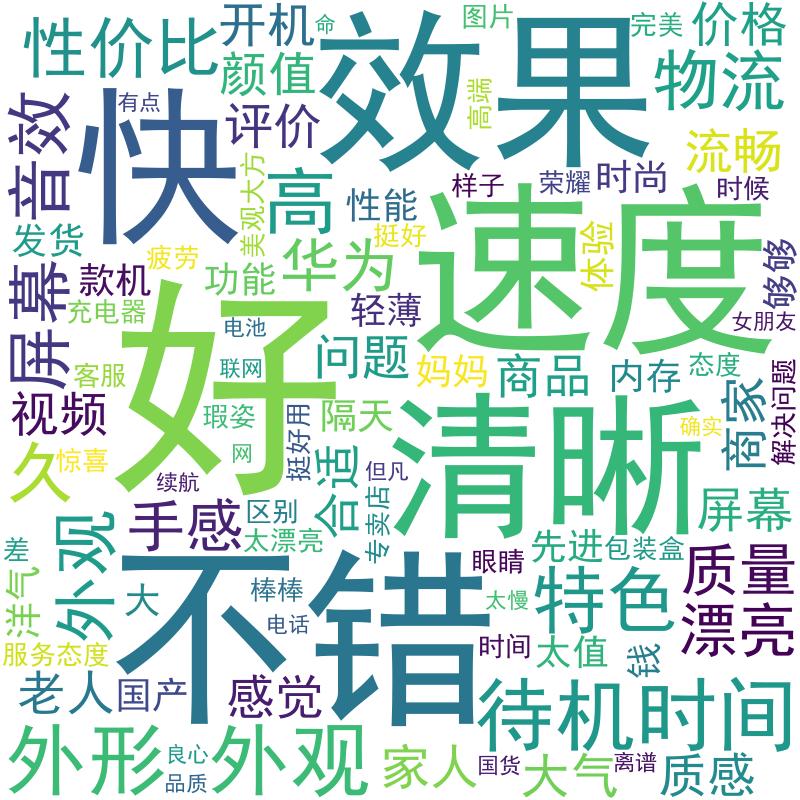 性价比
开机
命
效果
图片
完美
价格
颜值
物流
音效
有点
快
评价
高端
流畅
美观大方
高
性能
样子
荣耀
时尚
时候
发货
疲劳
挺好
速度
体验
够够
屏幕
款机
功能
华为
充电器
好
轻薄
女朋友
电池
联网
问题
妈妈
商品
内存
态度
客服
视频
瑕姿
挺好用
隔天
清晰
商家
解决问题
确实
久
惊喜
网
续航
合适
但凡
专卖店
屏幕
手感
区别
太漂亮
外观
差
洋气
不错
眼睛
先进
包装盒
质量
大
棒棒
太慢
特色
漂亮
电话
服务态度
时间
太值
钱
老人
国产
感觉
待机时间
外形
良心
品质
外观
家人
国货
大气
离谱
质感